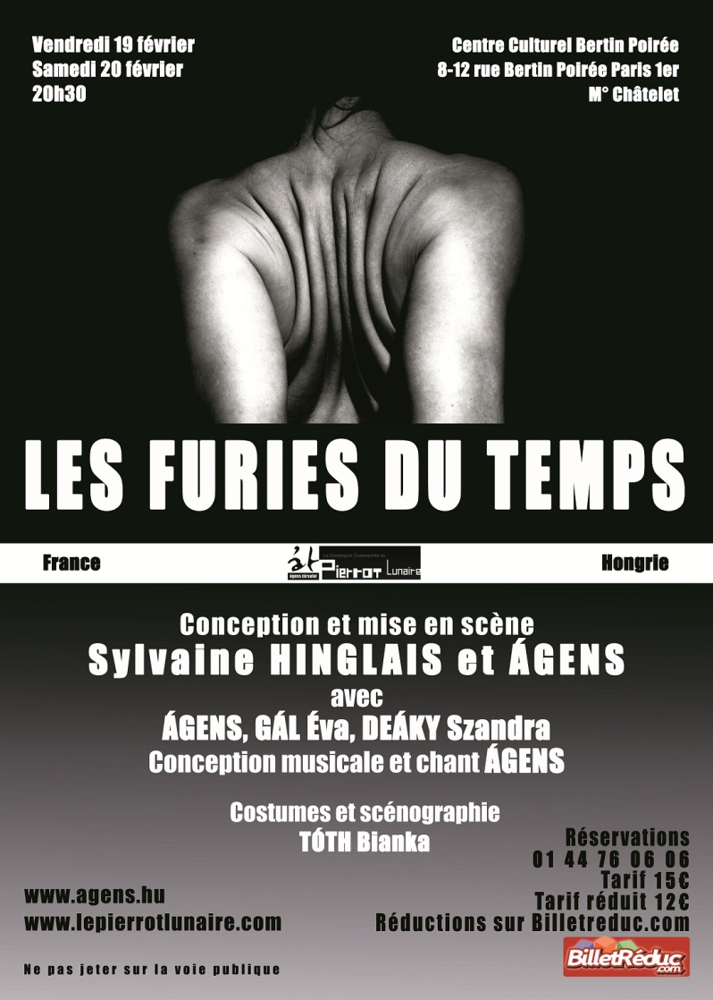 Vendredi 19 février
Samedi 20 février
20h30
Centre Culturel Bertin Poirée
8-12 rue Bertin Poirée Paris 1er
M° Châtelet
LES FURIES DU TEMPS
France
La Compagnie Cosmopolite du
Pierrot Lunaire
Hongrie
Conception et mise en scène
Sylvaine HINGLAIS et ÁGENS
avec
ÁGENS, GÁL Éva, DEÁKY Szandra
Conception musicale et chant ÁGENS
Costumes et scénographie
TÓTH Bianka
Réservations
01 44 76 06 06
Tarif 15€
Tarif réduit 12€
Réductions sur Billetreduc.com
www.agens.hu
www.lepierrotlunaire.com
BilletRéduc
.com
Ne pas jeter sur la voie publique